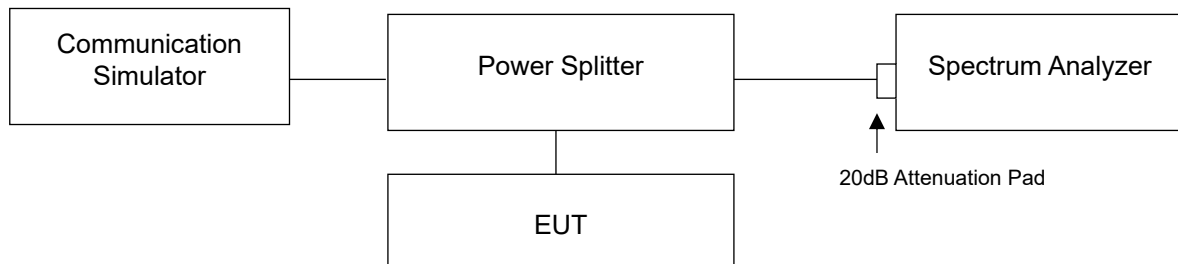 Communication
Simulator
Power Splitter
Spectrum Analyzer
20dB Attenuation Pad
EUT